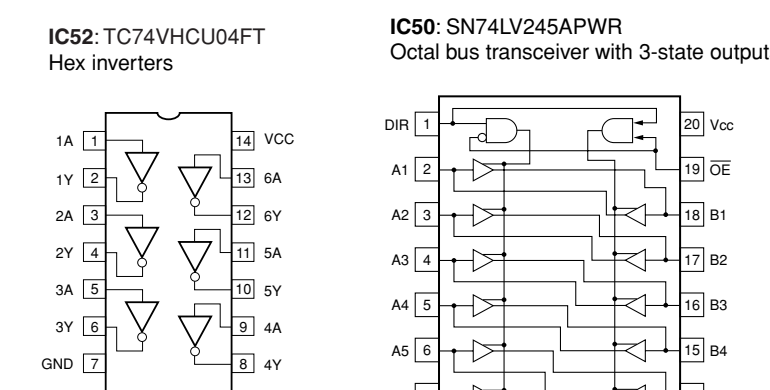 IC52: TC74VHCU04FT
Hex inverters
1A 1
1Y 2
2A 3
2Y 4
3A 5
3Y 6
GND 7
14 VCC
13 6A
12 6Y
11 5A
10 5Y
9 4A
8 4Y
IC50: SN74LV245APWR
Octal bus transceiver with 3-state output
DIR 1
A1 2
A2 3
A3 4
A4 5
A5 6
20 Vcc
19 OE
18 B1
17 B2
16 B3
15 B4